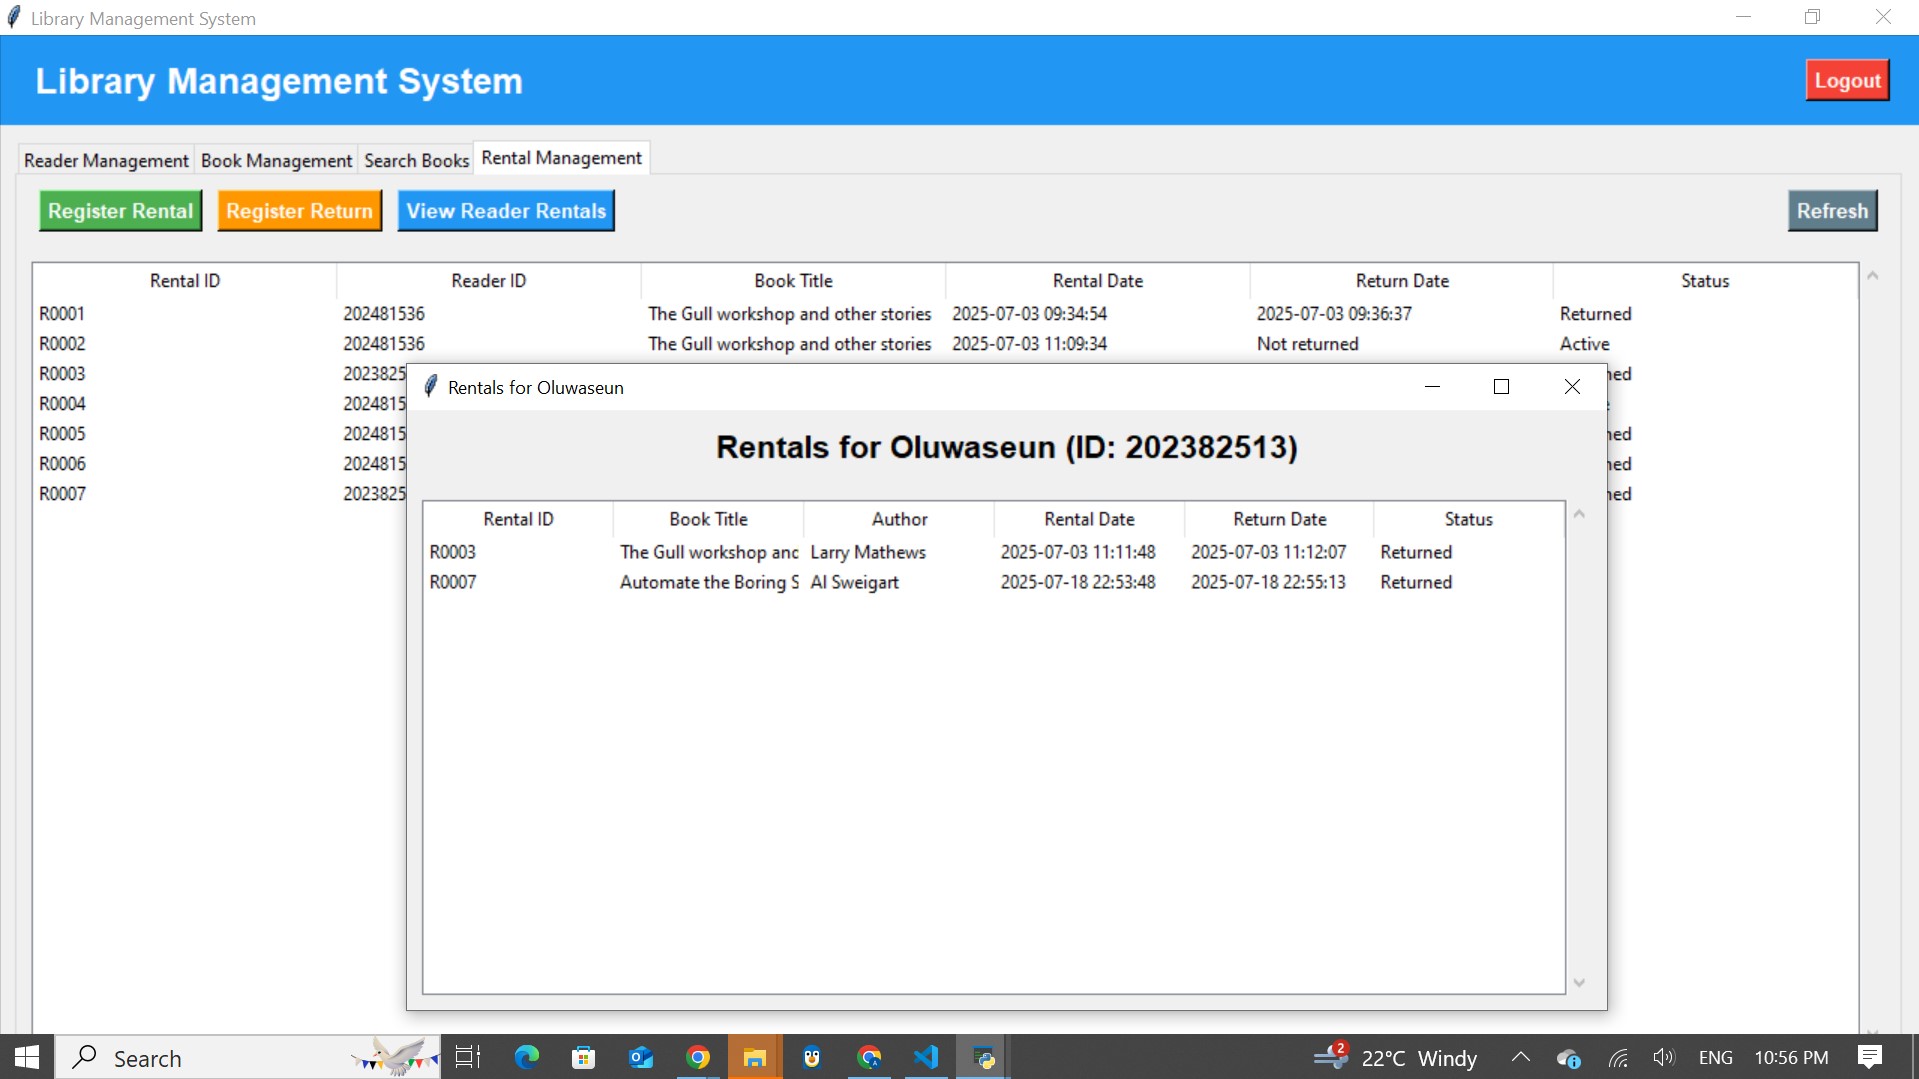 Library Management System
Library Management System
Logout
Reader Management Book Management Search Books Rental Management
Register Rental Register Return View Reader Rentals Refresh
Rental ID Reader ID Book Title Rental Date Return Date Status
R0001 202481536 The Gull workshop and other stories 2025-07-03 09:34:54 2025-07-03 09:36:37 Returned
R0002 202481536 The Gull workshop and other stories 2025-07-03 11:09:34 Not returned Active
R0003 2023825 ned
R0004 2024815
R0005 2024815 ned
R0006 2024815 ned
R0007 2023825 ned
Rentals for Oluwaseun
Rentals for Oluwaseun (ID: 202382513)
Rental ID Book Title Author Rental Date Return Date Status
R0003 The Gull workshop anc Larry Mathews 2025-07-03 11:11:48 2025-07-03 11:12:07 Returned
R0007 Automate the Boring S Al Sweigart 2025-07-18 22:53:48 2025-07-18 22:55:13 Returned
Search 2 22°C Windy ENG 10:56 PM